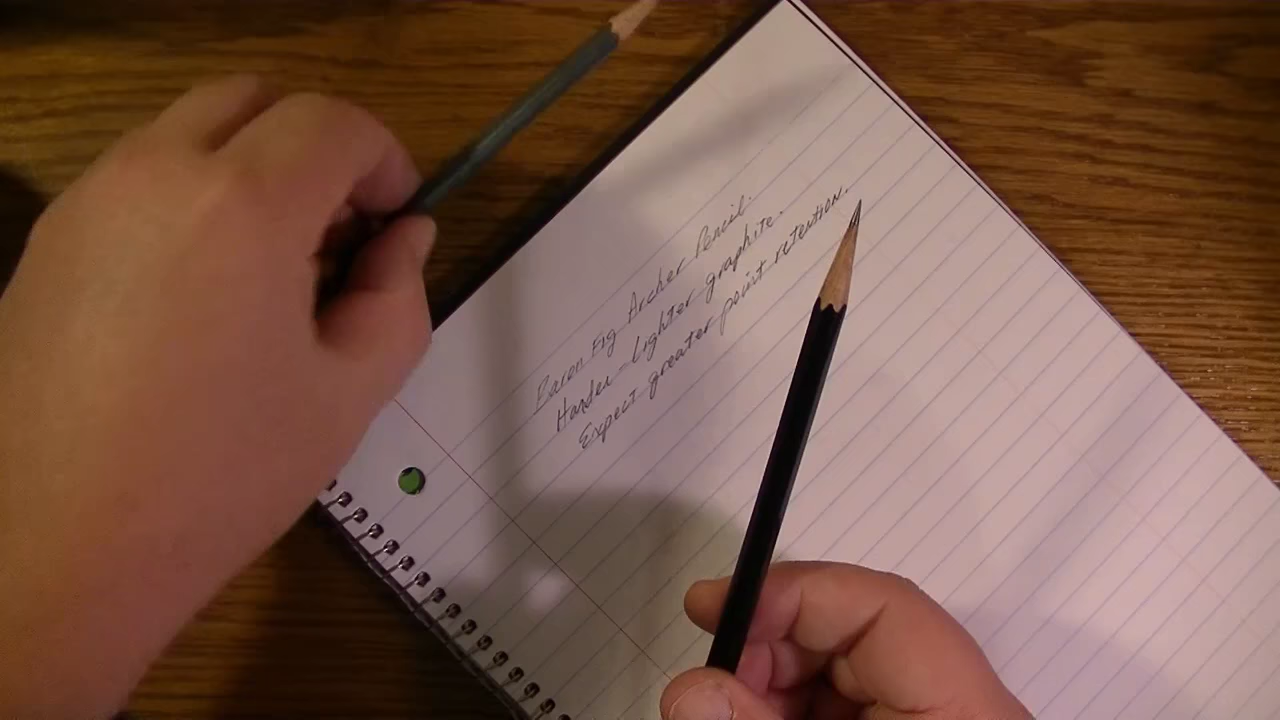 Baron Fig Archer Pencil.
Harder - Lighter graphite.
Expect greater point retention.